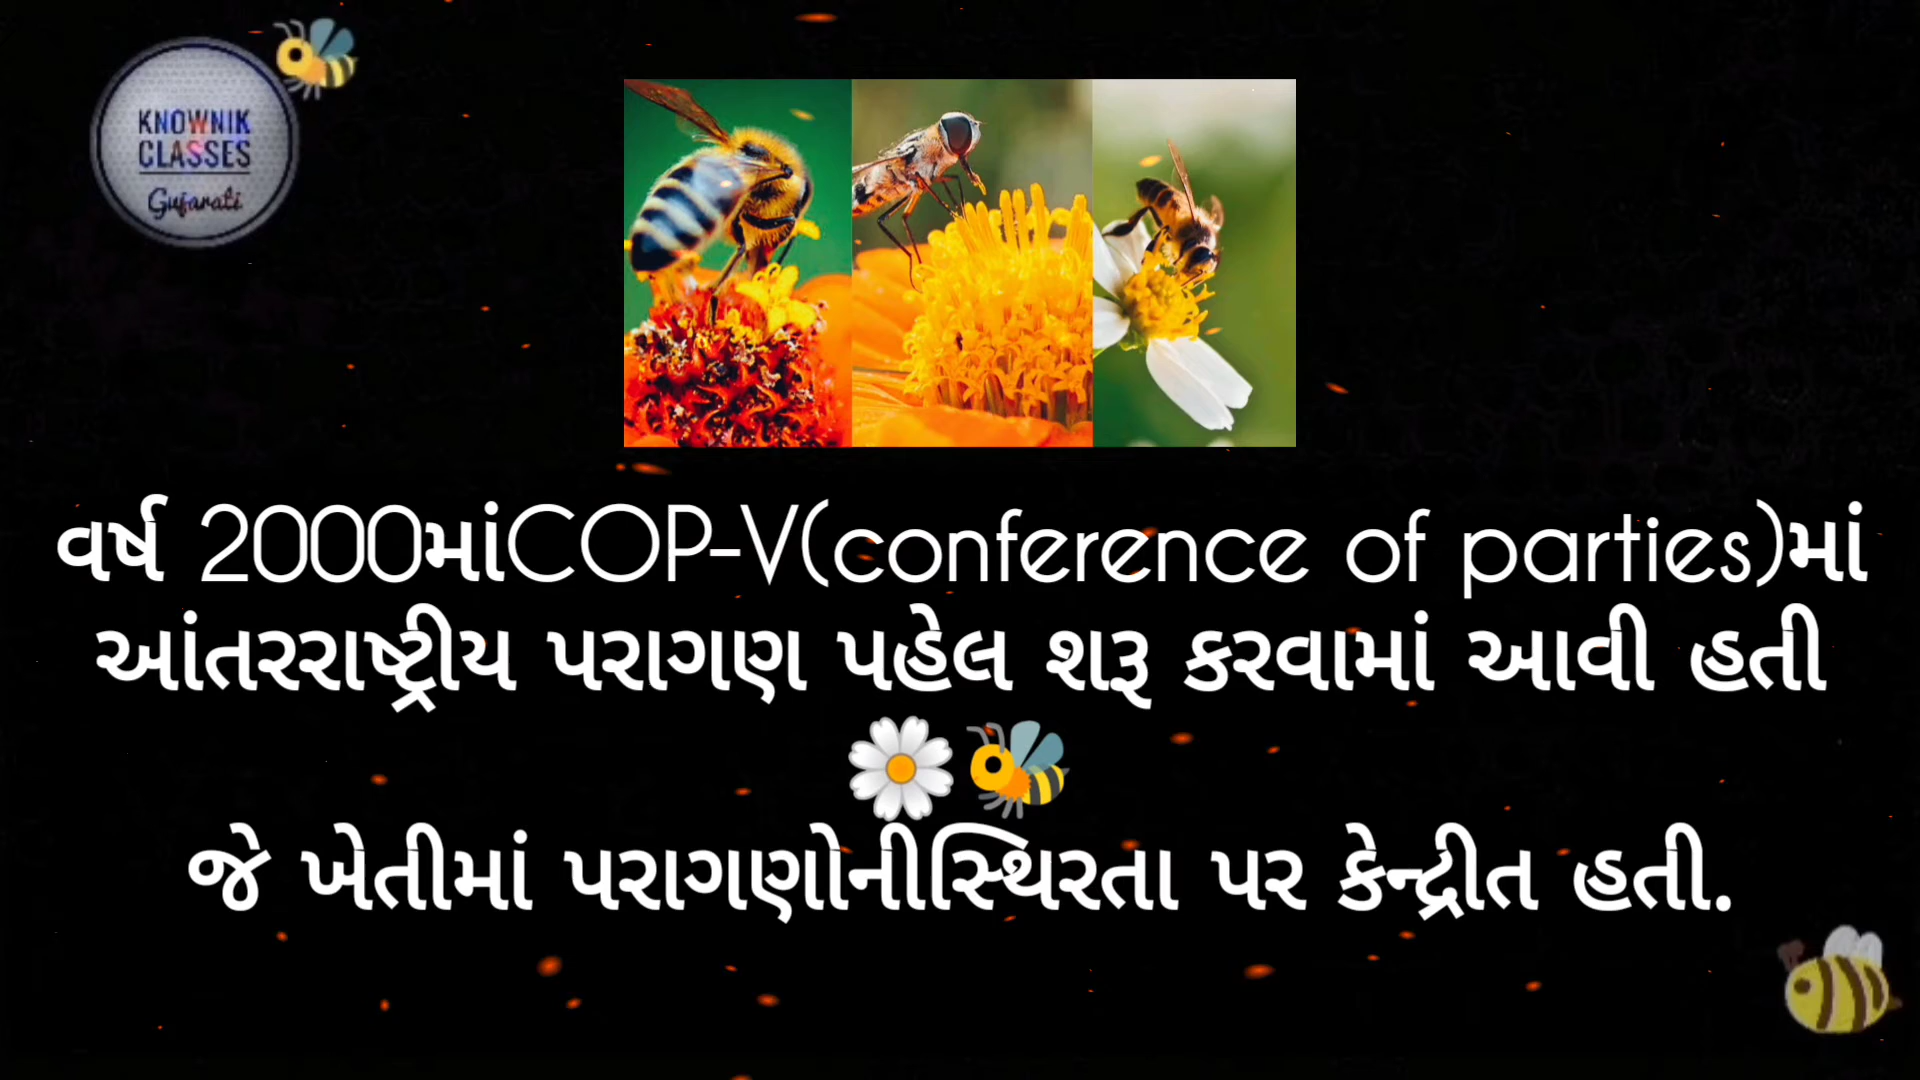 KNOWNIK
CLASSES
Gujarati
વર્ષ 2000માંCOP-V(conference of parties)માં
આંતરરાષ્ટ્રીય પરાગણ પહેલ શરૂ કરવામાં આવી હતી
🌼🐝
જે ખેતીમાં પરાગણોનીસ્થિરતા પર કેન્દ્રીત હતી.